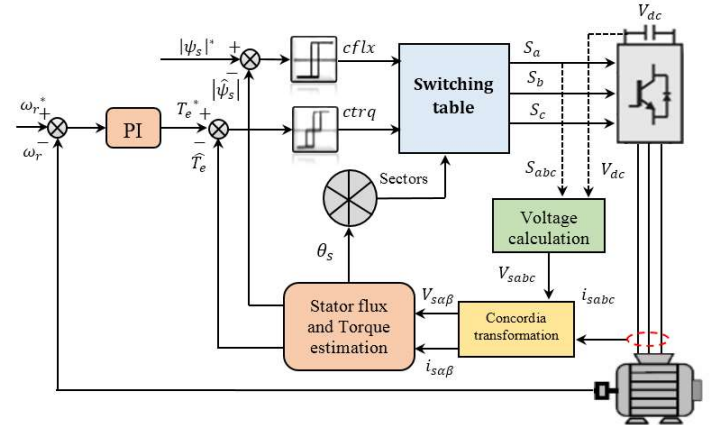 V_dc
|ψ_s|^*
+
cflx
S_a
−
|ψ̂_s|
Switching
table
S_b
ω_r^*
+
T_e^*
+
ctrq
S_c
PI
ω_r
−
−
T̂_e
Sectors
S_abc
V_dc
Voltage
calculation
θ_s
V_sabc
V_sαβ
i_sabc
Stator flux
and Torque
estimation
Concordia
transformation
i_sαβ